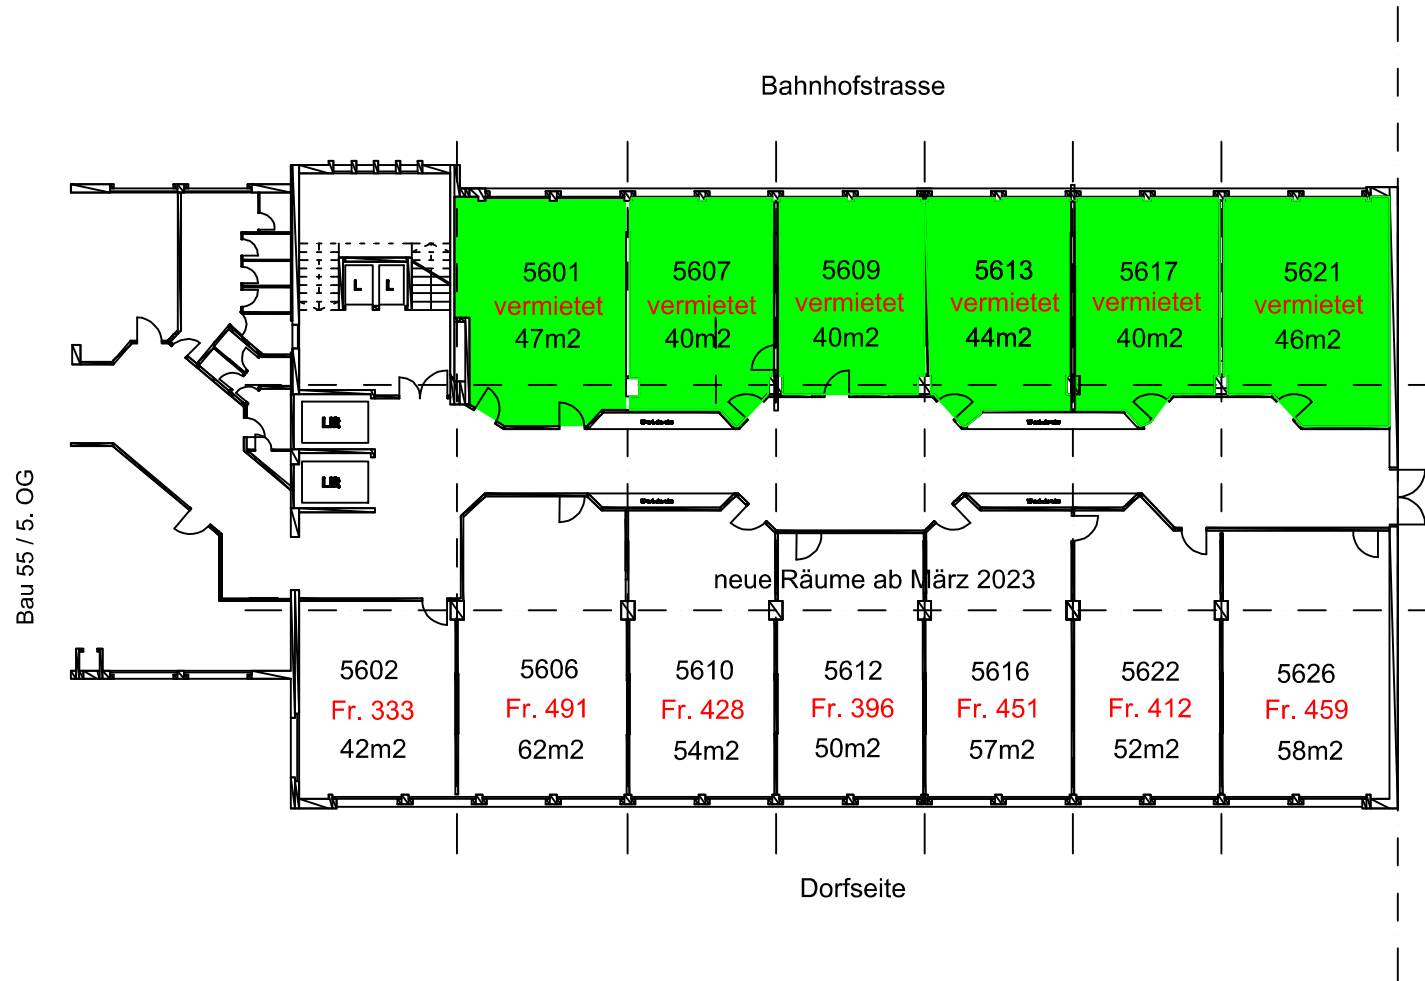 Bahnhofstrasse
5601
vermietet
47m2
5607
vermietet
40m2
5609
vermietet
40m2
5613
vermietet
44m2
5617
vermietet
40m2
5621
vermietet
46m2
L L
Lift
Lift
Bau 55 / 5. OG
neue Räume ab März 2023
5602
Fr. 333
42m2
5606
Fr. 491
62m2
5610
Fr. 428
54m2
5612
Fr. 396
50m2
5616
Fr. 451
57m2
5622
Fr. 412
52m2
5626
Fr. 459
58m2
Dorfseite